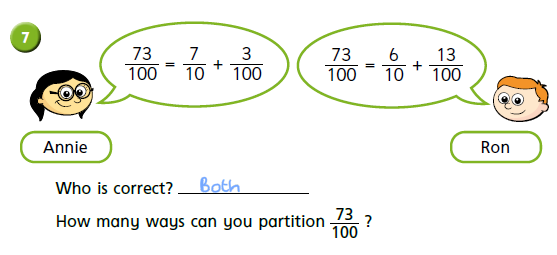 7
73/100 = 7/10 + 3/100
73/100 = 6/10 + 13/100
Annie
Ron
Who is correct? Both
How many ways can you partition 73/100 ?